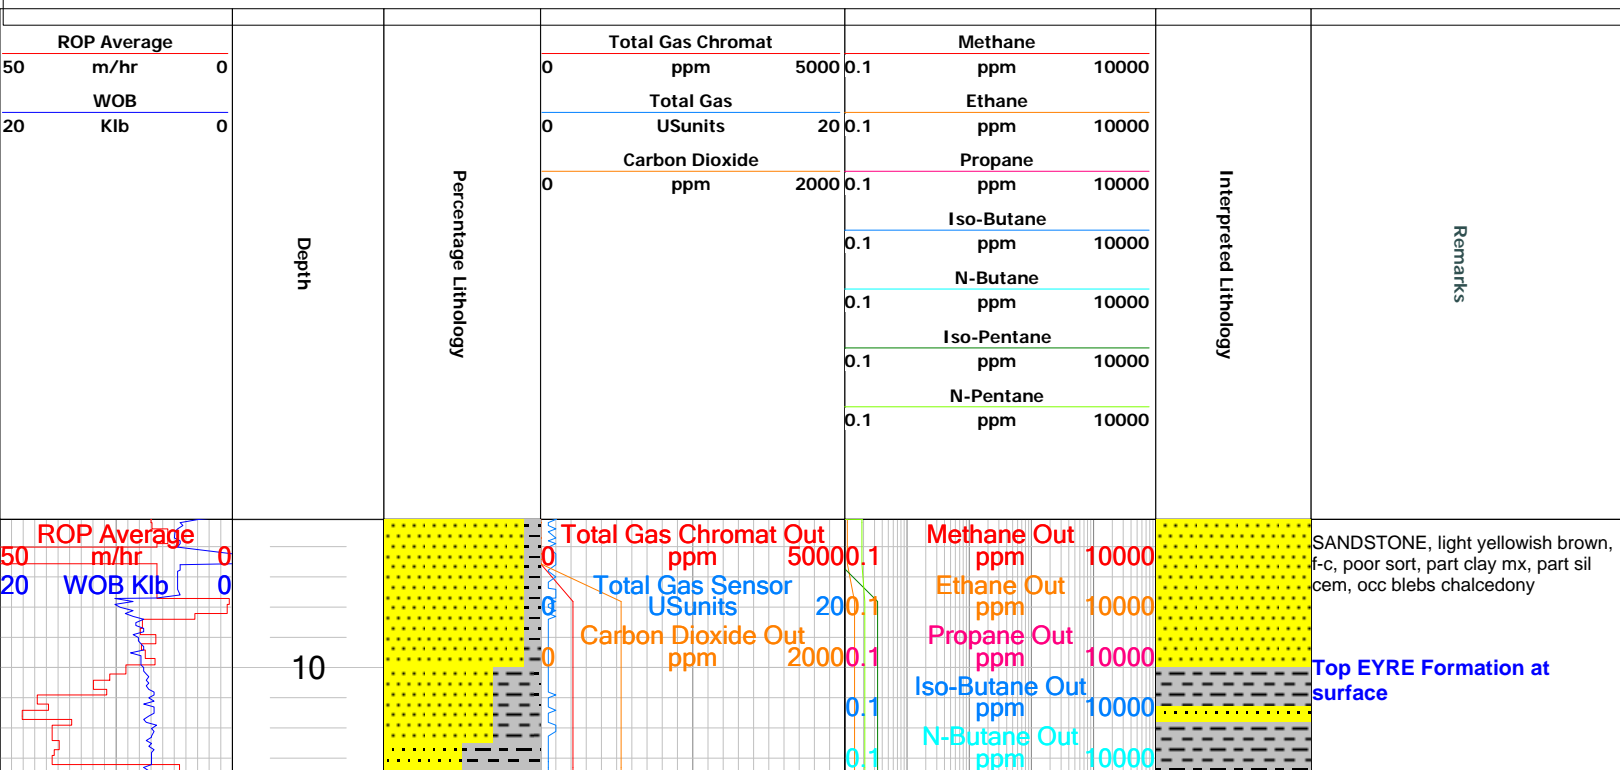 ROP Average
50 m/hr 0
WOB
20 Klb 0
Depth
Percentage Lithology
Total Gas Chromat
0 ppm 5000
Total Gas
0 USunits 20
Carbon Dioxide
0 ppm 2000
Methane
0.1 ppm 10000
Ethane
0.1 ppm 10000
Propane
0.1 ppm 10000
Iso-Butane
0.1 ppm 10000
N-Butane
0.1 ppm 10000
Iso-Pentane
0.1 ppm 10000
N-Pentane
0.1 ppm 10000
Interpreted Lithology
Remarks
ROP Average
50 m/hr 0
20 WOB Klb 0
10
Total Gas Chromat Out
0 ppm 5000
Total Gas Sensor
0 USunits 20
Carbon Dioxide Out
0 ppm 2000
Methane Out
0.1 ppm 10000
Ethane Out
0.1 ppm 10000
Propane Out
0.1 ppm 10000
Iso-Butane Out
0.1 ppm 10000
N-Butane Out
0.1 ppm 10000
SANDSTONE, light yellowish brown,
f-c, poor sort, part clay mx, part sil
cem, occ blebs chalcedony
Top EYRE Formation at
surface